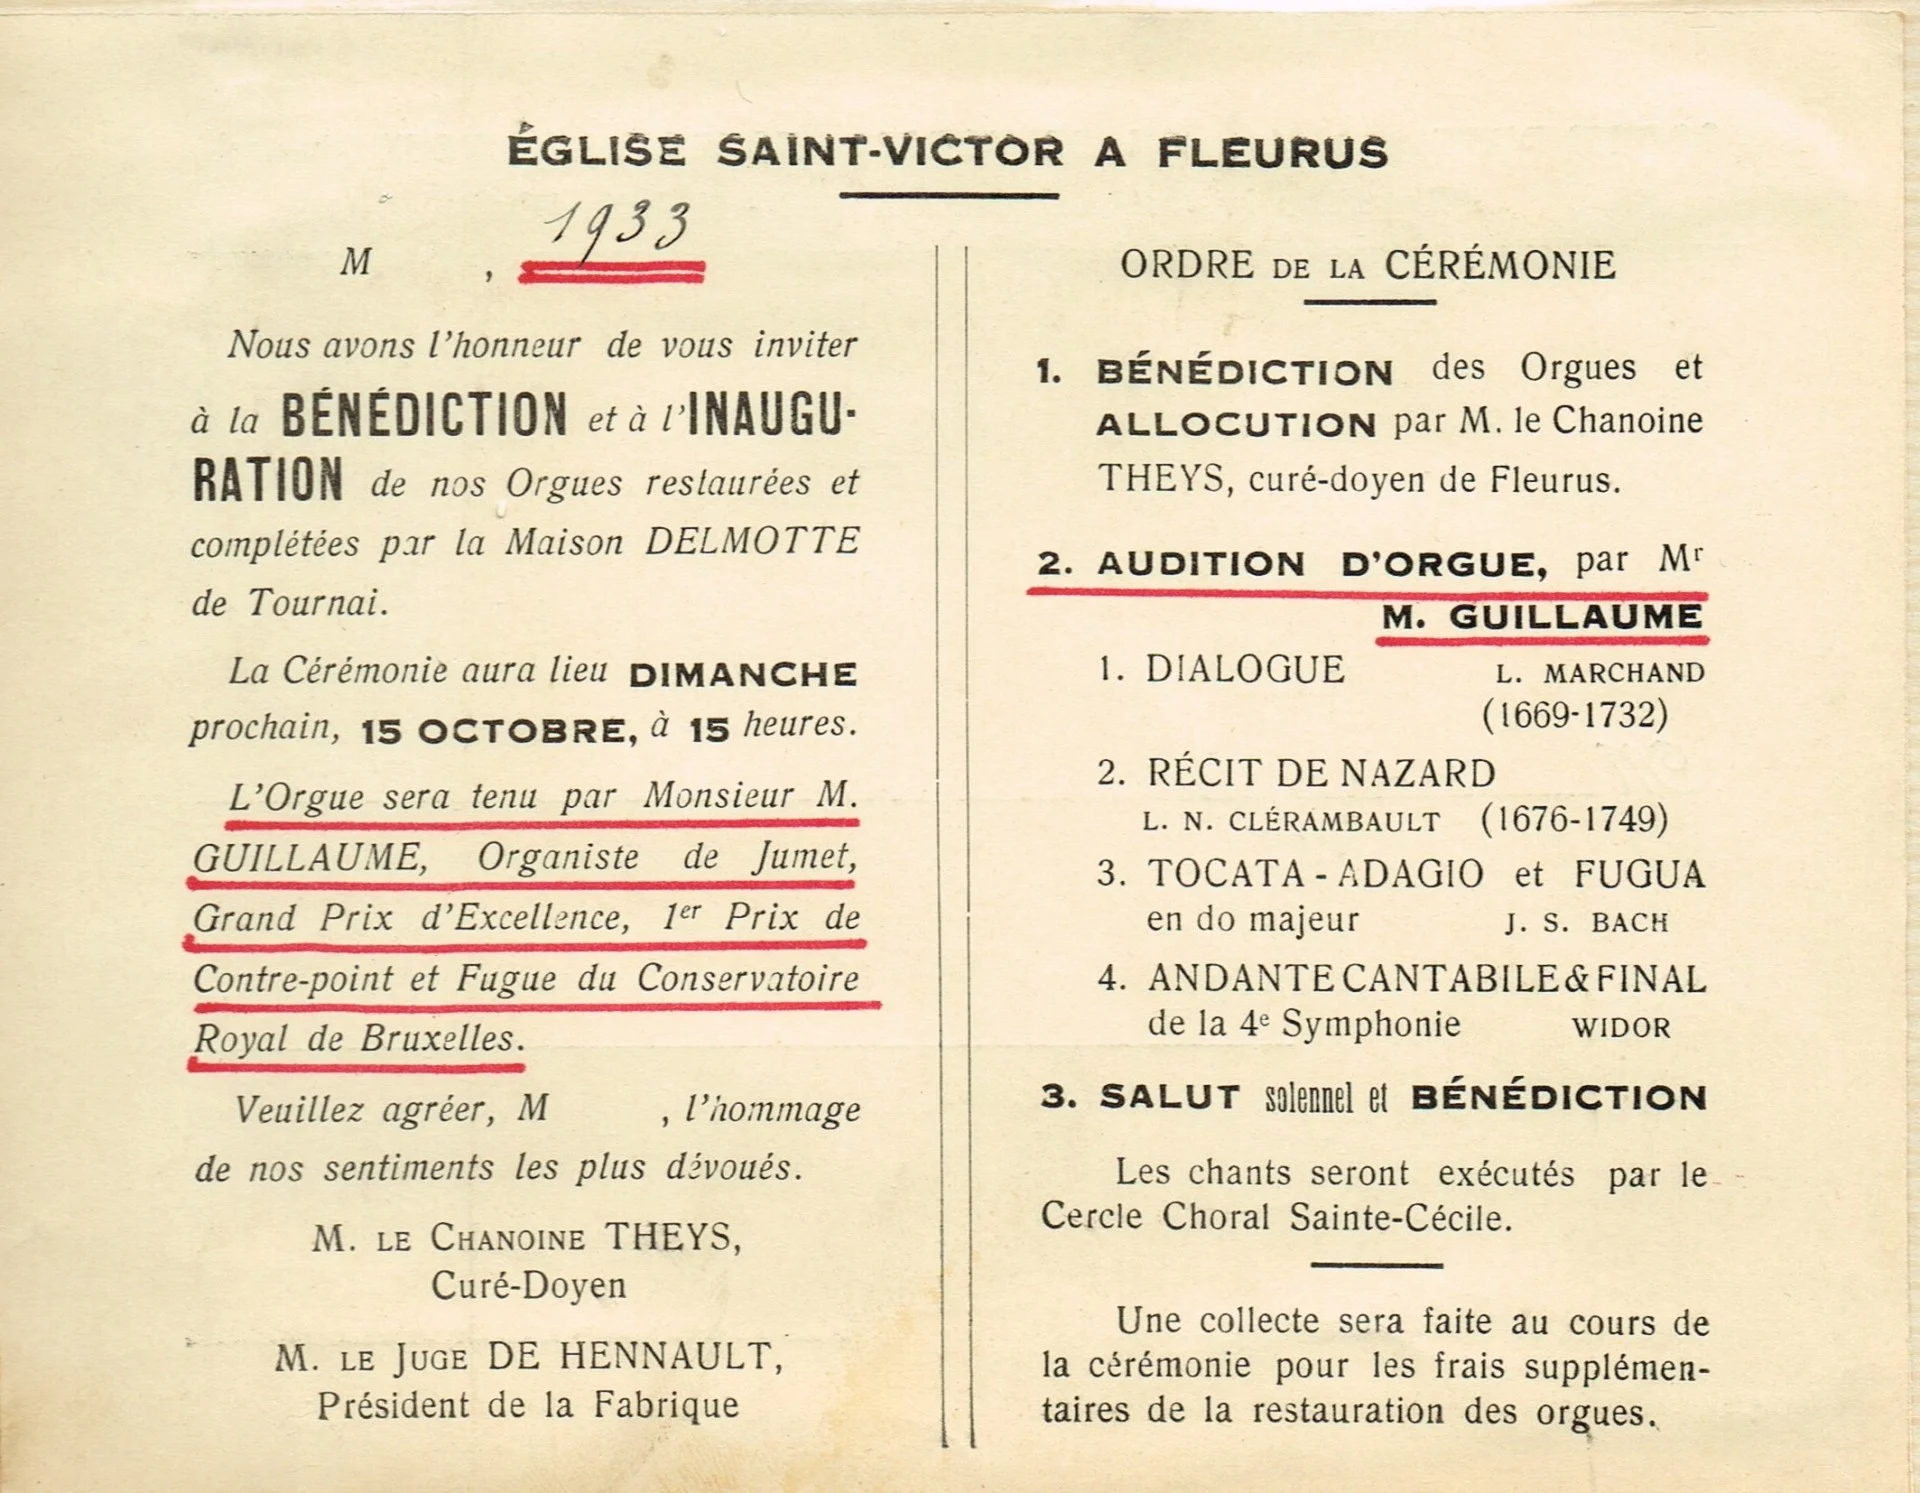 ÉGLISE SAINT-VICTOR A FLEURUS
1933
M ,
Nous avons l'honneur de vous inviter
à la BÉNÉDICTION et à l'INAUGU-
RATION de nos Orgues restaurées et
complétées par la Maison DELMOTTE
de Tournai.
La Cérémonie aura lieu DIMANCHE
prochain, 15 OCTOBRE, à 15 heures.
L'Orgue sera tenu par Monsieur M.
GUILLAUME, Organiste de Jumet,
Grand Prix d'Excellence, 1er Prix de
Contre-point et Fugue du Conservatoire
Royal de Bruxelles.
Veuillez agréer, M , l'hommage
de nos sentiments les plus dévoués.
M. LE CHANOINE THEYS,
Curé-Doyen
M. LE JUGE DE HENNAULT,
Président de la Fabrique
ORDRE DE LA CÉRÉMONIE
1. BÉNÉDICTION des Orgues et
ALLOCUTION par M. le Chanoine
THEYS, curé-doyen de Fleurus.
2. AUDITION D'ORGUE, par Mr
M. GUILLAUME
1. DIALOGUE L. MARCHAND
(1669-1732)
2. RÉCIT DE NAZARD
L. N. CLÉRAMBAULT (1676-1749)
3. TOCATA - ADAGIO et FUGUA
en do majeur J. S. BACH
4. ANDANTE CANTABILE & FINAL
de la 4e Symphonie WIDOR
3. SALUT solennel et BÉNÉDICTION
Les chants seront exécutés par le
Cercle Choral Sainte-Cécile.
Une collecte sera faite au cours de
la cérémonie pour les frais supplémen-
taires de la restauration des orgues.